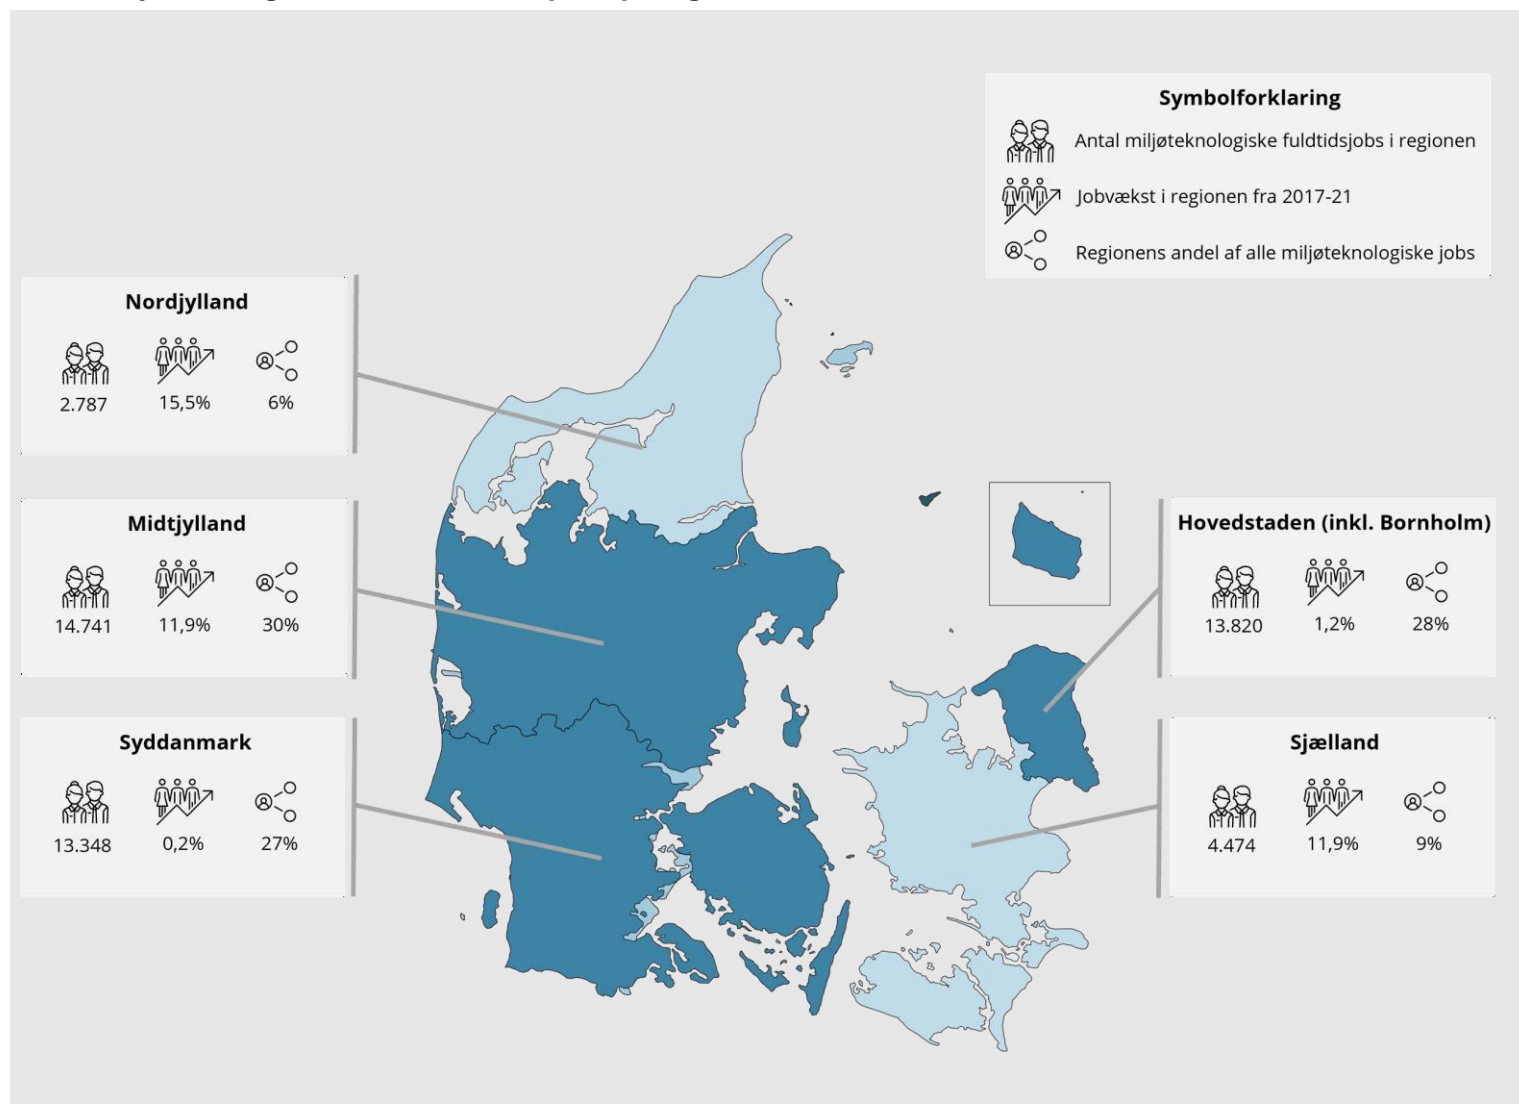 Symbolforklaring
Antal miljøteknologiske fuldtidsjobs i regionen
Jobvækst i regionen fra 2017-21
Regionens andel af alle miljøteknologiske jobs
Nordjylland
2.787 15,5% 6%
Midtjylland
14.741 11,9% 30%
Syddanmark
13.348 0,2% 27%
Hovedstaden (inkl. Bornholm)
13.820 1,2% 28%
Sjælland
4.474 11,9% 9%